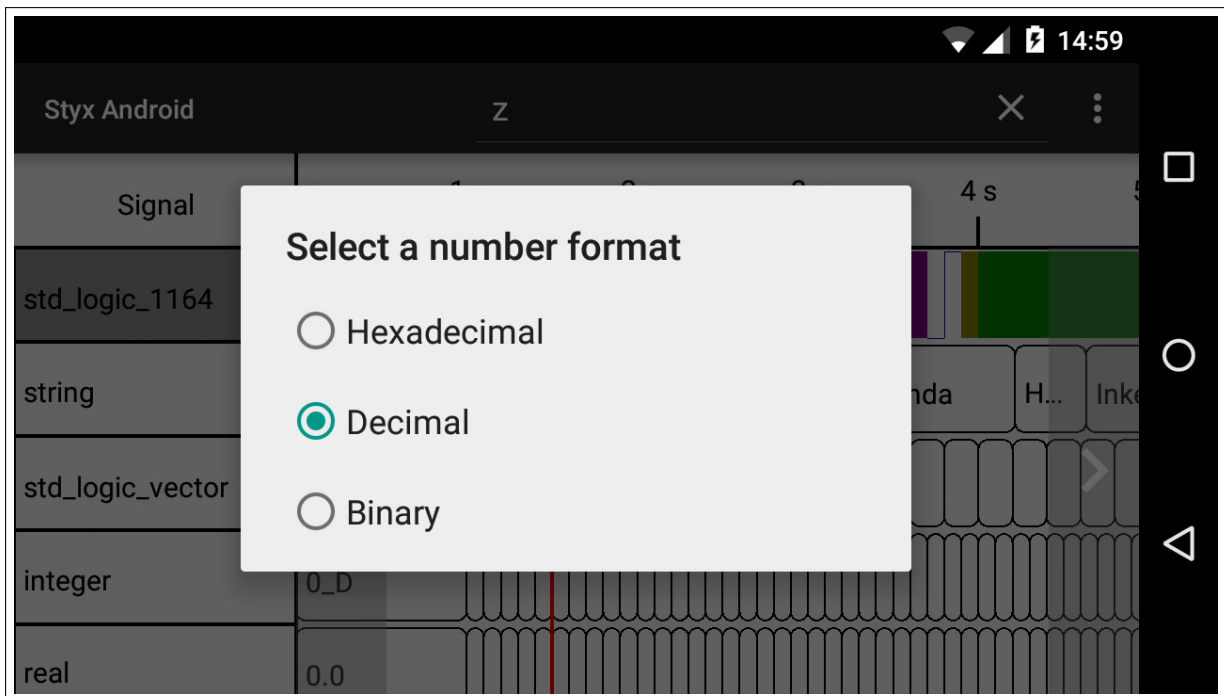 14:59
Styx Android
z
Signal
4 s
Select a number format
std_logic_1164
Hexadecimal
string
nda
H...
Inke
Decimal
std_logic_vector
Binary
integer
0_D
real
0.0